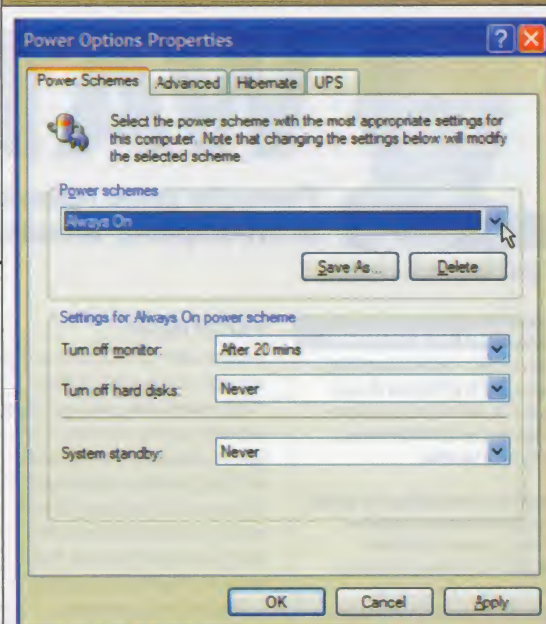 Power Options Properties
Power Schemes Advanced Hibernate UPS
Select the power scheme with the most appropriate settings for
this computer. Note that changing the settings below will modify
the selected scheme.
Power schemes
Always On
Save As... Delete
Settings for Always On power scheme
Turn off monitor: After 20 mins
Turn off hard disks: Never
System standby: Never
OK Cancel Apply